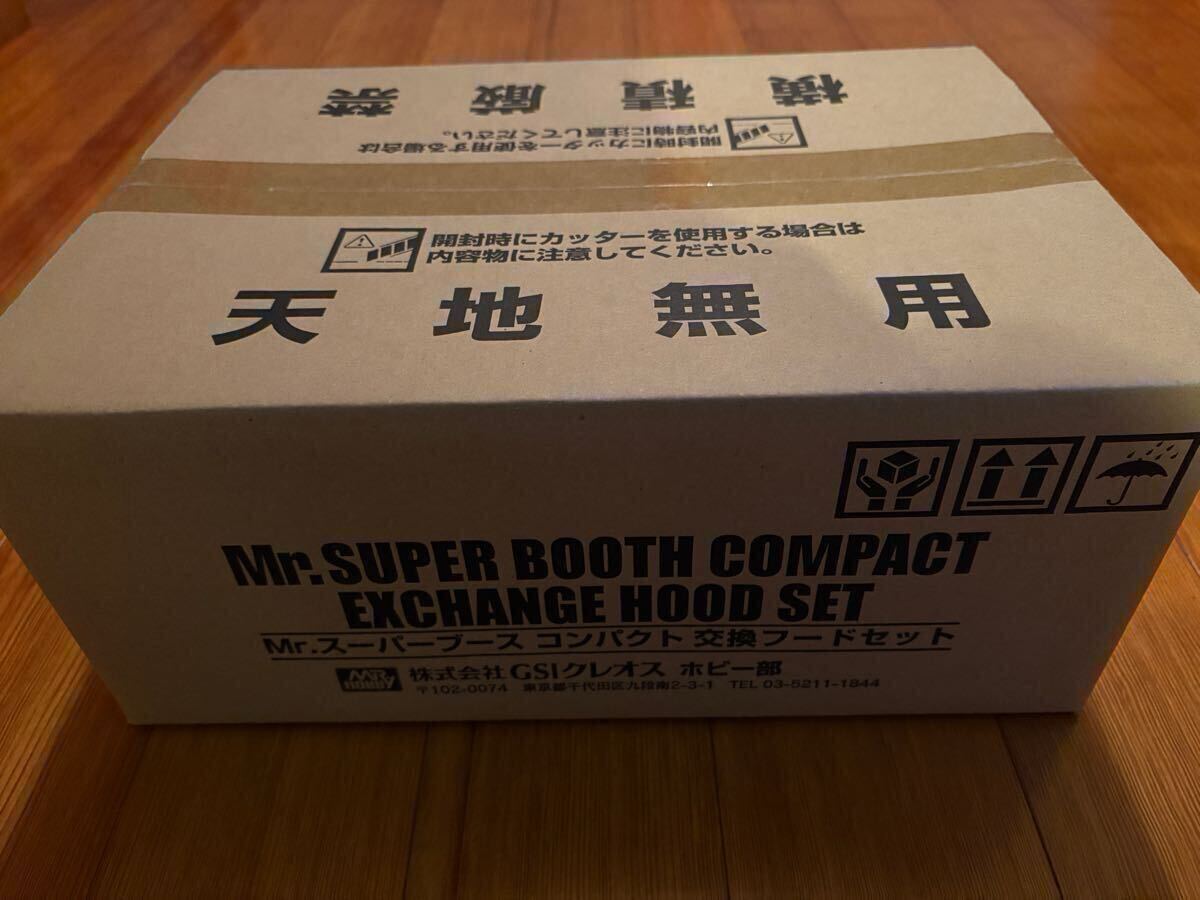 横積厳禁
開封時にカッターを使用する場合は
内容物に注意してください。
開封時にカッターを使用する場合は
内容物に注意してください。
天地無用
Mr.SUPER BOOTH COMPACT
EXCHANGE HOOD SET
Mr.スーパーブース コンパクト 交換フードセット
Mr. hobby 株式会社 GSIクレオス ホビー部
〒102-0074 東京都千代田区九段南2-3-1 TEL 03-5211-1844